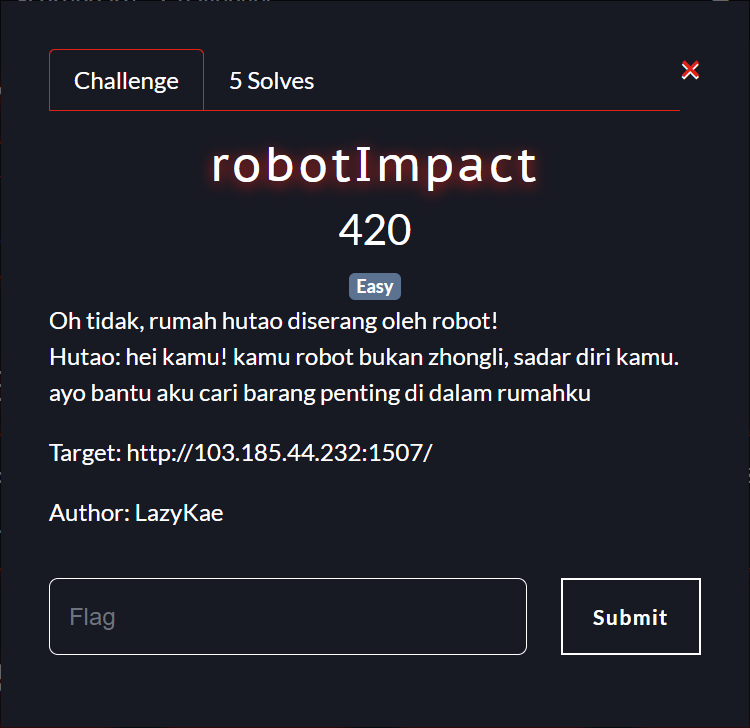 Challenge
5 Solves
robotImpact
420
Easy
Oh tidak, rumah hutao diserang oleh robot!
Hutao: hei kamu! kamu robot bukan zhongli, sadar diri kamu.
ayo bantu aku cari barang penting di dalam rumahku
Target: http://103.185.44.232:1507/
Author: LazyKae
Flag
Submit